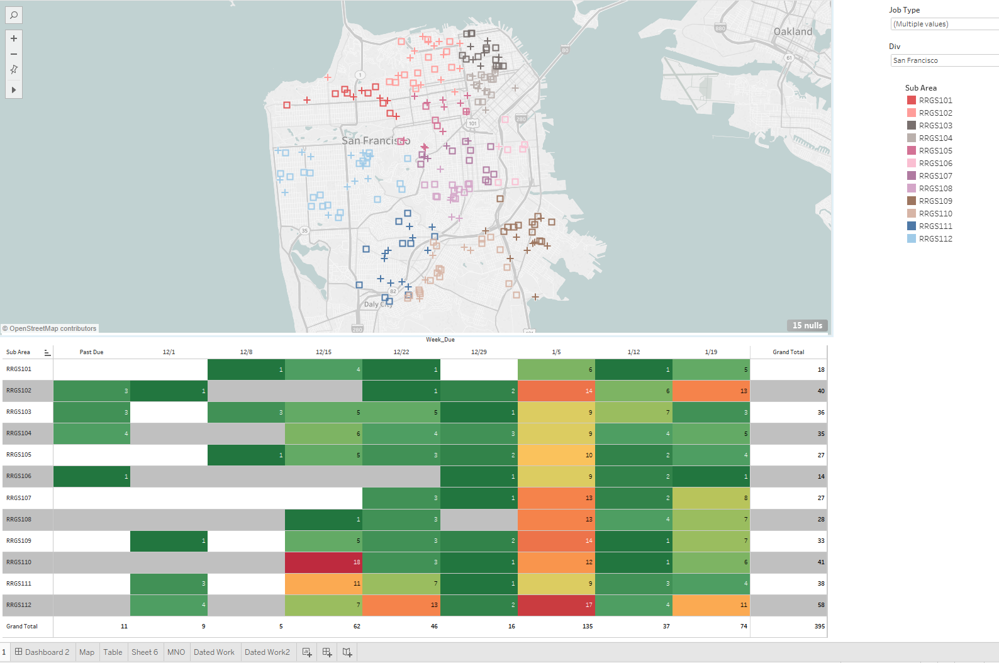 Job Type
(Multiple values)
Div
San Francisco
Sub Area
RRGS101
RRGS102
RRGS103
RRGS104
RRGS105
RRGS106
RRGS107
RRGS108
RRGS109
RRGS110
RRGS111
RRGS112
Oakland
880
80
61
1
280
101
San Francisco
35
82
Daly City
280
© OpenStreetMap contributors
15 nulls
Week_Due
Sub Area Past Due 12/1 12/8 12/15 12/22 12/29 1/5 1/12 1/19 Grand Total
RRGS101 1 4 1 6 1 5 18
RRGS102 3 1 1 2 14 6 13 40
RRGS103 3 3 5 5 1 9 7 3 36
RRGS104 4 6 4 3 9 4 5 35
RRGS105 1 5 3 2 10 2 4 27
RRGS106 1 1 9 2 1 14
RRGS107 3 1 13 2 8 27
RRGS108 1 3 13 4 7 28
RRGS109 1 5 3 2 14 1 7 33
RRGS110 18 3 1 12 1 6 41
RRGS111 3 11 7 1 9 3 4 38
RRGS112 4 7 13 2 17 4 11 58
Grand Total 11 9 5 62 46 16 135 37 74 395
1 Dashboard 2 Map Table Sheet 6 MNO Dated Work Dated Work2